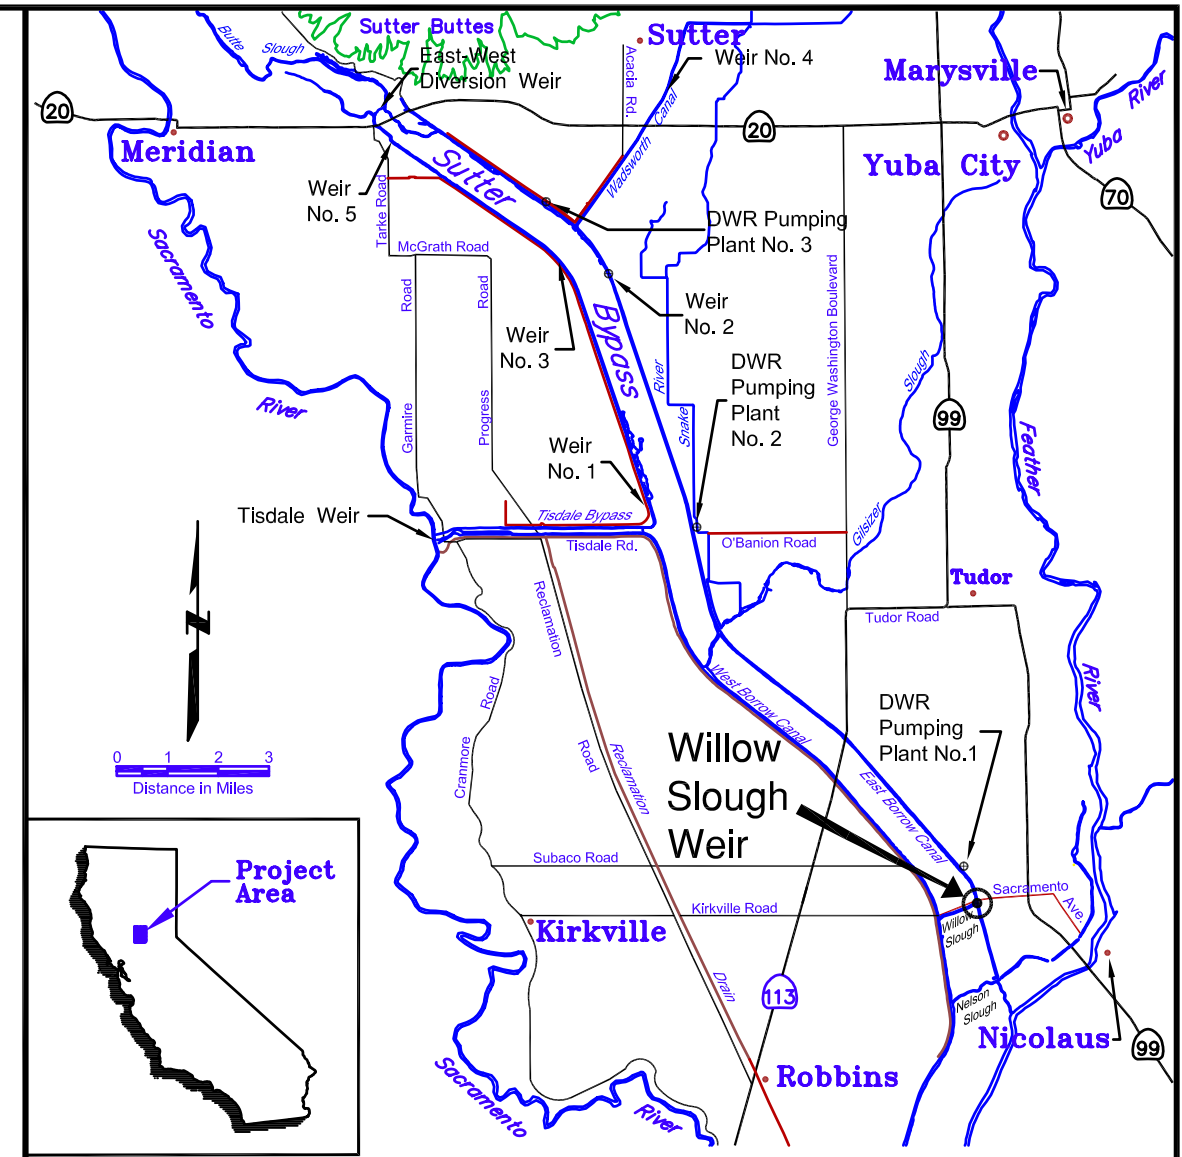 Sutter Buttes
Sutter
Butte
Slough
East-West
Diversion Weir
Acacia Rd.
Weir No. 4
Marysville
River
Yuba
20
Meridian
Sutter
Wadsworth
Canal
20
Yuba City
70
Weir
No. 5
Tarke Road
McGrath Road
DWR Pumping
Plant No. 3
Sacramento
River
Garmire
Road
Progress
Road
Weir
No. 3
Bypass
Weir
No. 2
River
Snake
DWR
Pumping
Plant
No. 2
George Washington Boulevard
Slough
Gilsizer
99
Feather
River
Weir
No. 1
Tisdale Weir
Tisdale Bypass
Tisdale Rd.
O'Banion Road
Tudor
Tudor Road
N
0 1 2 3
Distance in Miles
Reclamation
Road
Cranmore
Road
Reclamation
Drain
West Borrow Canal
East Borrow Canal
DWR
Pumping
Plant No.1
Willow
Slough
Weir
Subaco Road
Kirkville Road
Sacramento
Ave.
Willow
Slough
Nelson
Slough
Kirkville
113
Nicolaus
99
Robbins
Sacramento
River
Project
Area